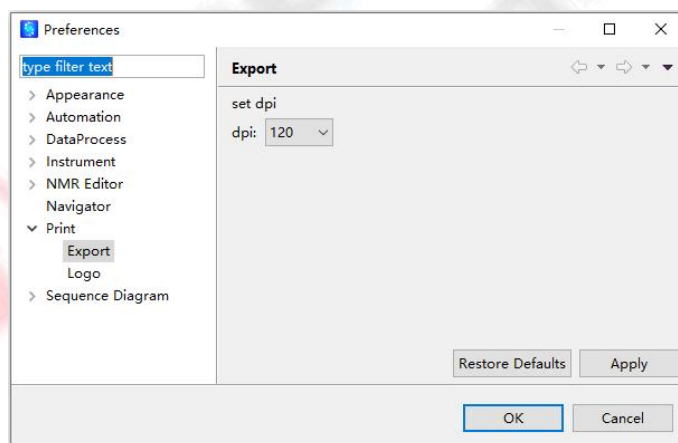 Preferences
type filter text
Appearance
Automation
DataProcess
Instrument
NMR Editor
Navigator
Print
Export
Logo
Sequence Diagram
Export
set dpi
dpi: 120
Restore Defaults Apply
OK Cancel